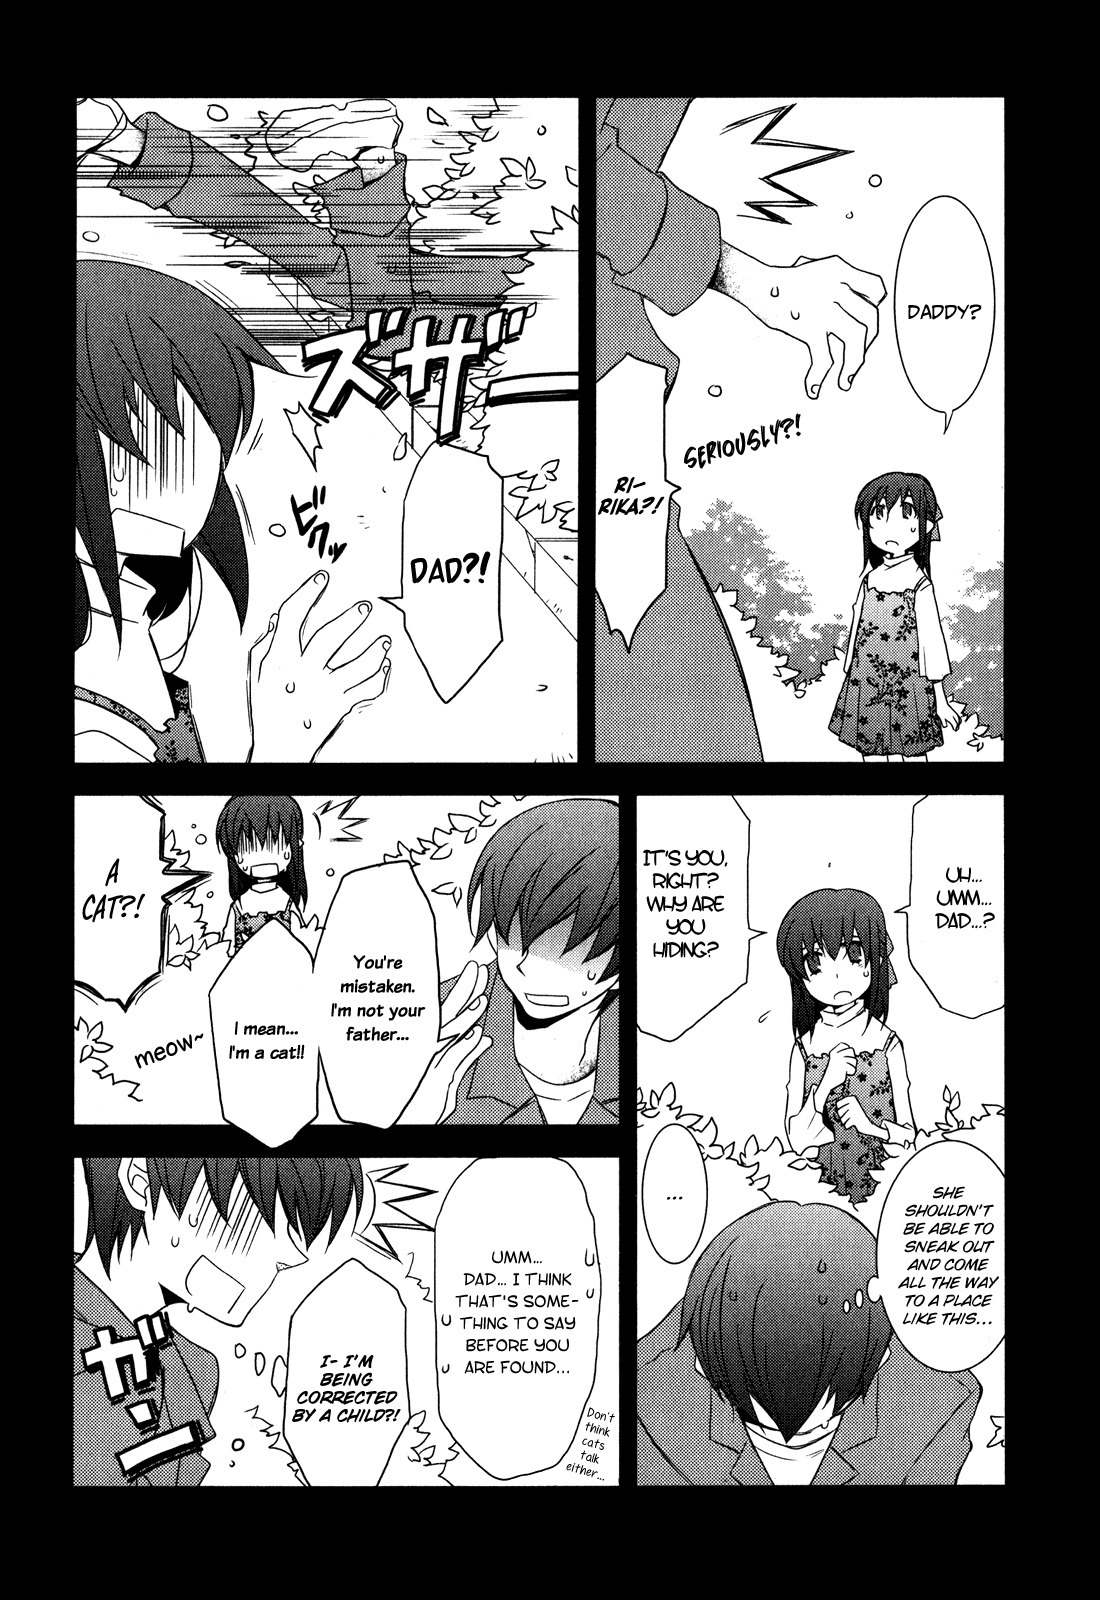 DADDY?
SERIOUSLY?!
RI-
RIKA?!
ズザー
ビクッ
DAD?!
UH...
UMM...
DAD...?
IT'S YOU,
RIGHT?
WHY ARE
YOU
HIDING?
...
SHE
SHOULDN'T
BE ABLE TO
SNEAK OUT
AND COME
ALL THE WAY
TO A PLACE
LIKE THIS...
You're
mistaken.
I'm not your
father...
I mean...
I'm a cat!!
meow~
A
CAT?!
UMM...
DAD... I THINK
THAT'S SOME-
THING TO SAY
BEFORE YOU
ARE FOUND...
Don't
think
cats
talk
either...
I- I'M
BEING
CORRECTED
BY A CHILD?!
ガーン